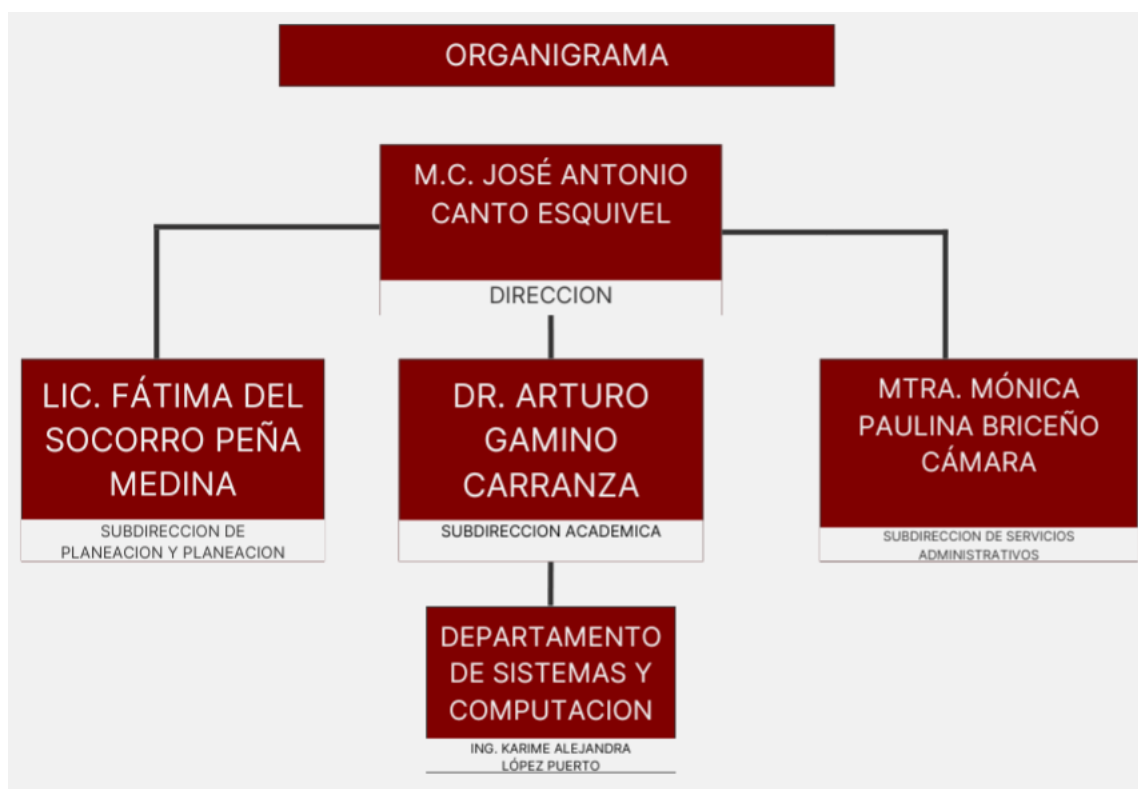 ORGANIGRAMA
M.C. JOSÉ ANTONIO
CANTO ESQUIVEL
DIRECCION
LIC. FÁTIMA DEL
SOCORRO PEÑA
MEDINA
SUBDIRECCION DE
PLANEACION Y PLANEACION
DR. ARTURO
GAMINO
CARRANZA
SUBDIRECCION ACADEMICA
MTRA. MÓNICA
PAULINA BRICEÑO
CÁMARA
SUBDIRECCION DE SERVICIOS
ADMINISTRATIVOS
DEPARTAMENTO
DE SISTEMAS Y
COMPUTACION
ING. KARIME ALEJANDRA
LÓPEZ PUERTO